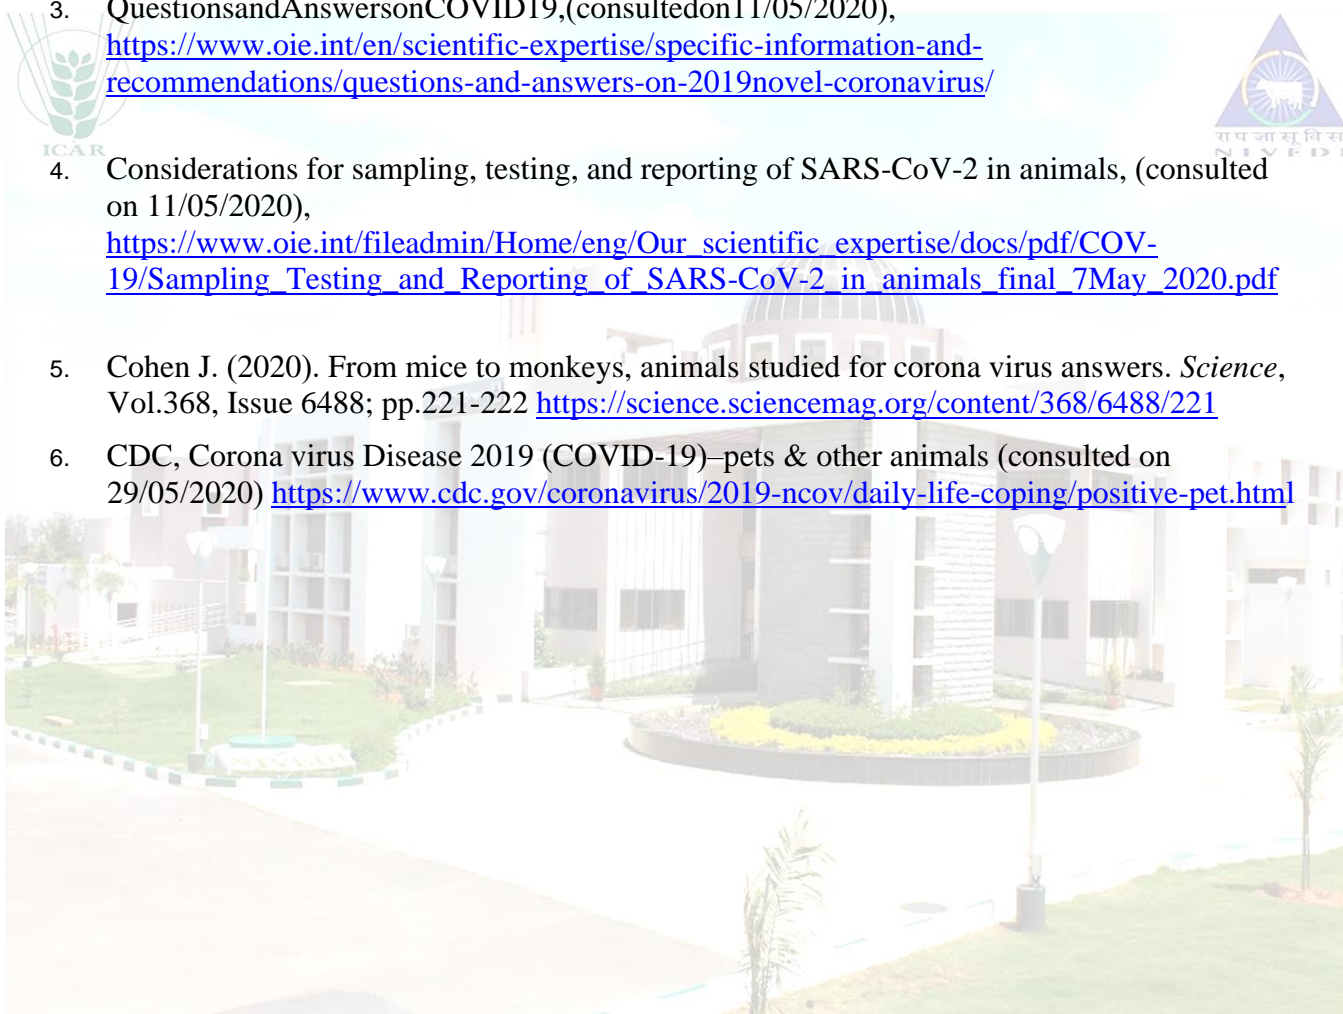 3. QuestionsandAnswersonCOVID19,(consultedon11/05/2020),
https://www.oie.int/en/scientific-expertise/specific-information-and-
recommendations/questions-and-answers-on-2019novel-coronavirus/
ICAR
रा प जा सू वि सं
NIVEDI
4. Considerations for sampling, testing, and reporting of SARS-CoV-2 in animals, (consulted
on 11/05/2020),
https://www.oie.int/fileadmin/Home/eng/Our_scientific_expertise/docs/pdf/COV-
19/Sampling_Testing_and_Reporting_of_SARS-CoV-2_in_animals_final_7May_2020.pdf
5. Cohen J. (2020). From mice to monkeys, animals studied for corona virus answers. Science,
Vol.368, Issue 6488; pp.221-222 https://science.sciencemag.org/content/368/6488/221
6. CDC, Corona virus Disease 2019 (COVID-19)–pets & other animals (consulted on
29/05/2020) https://www.cdc.gov/coronavirus/2019-ncov/daily-life-coping/positive-pet.html
NIVEDI